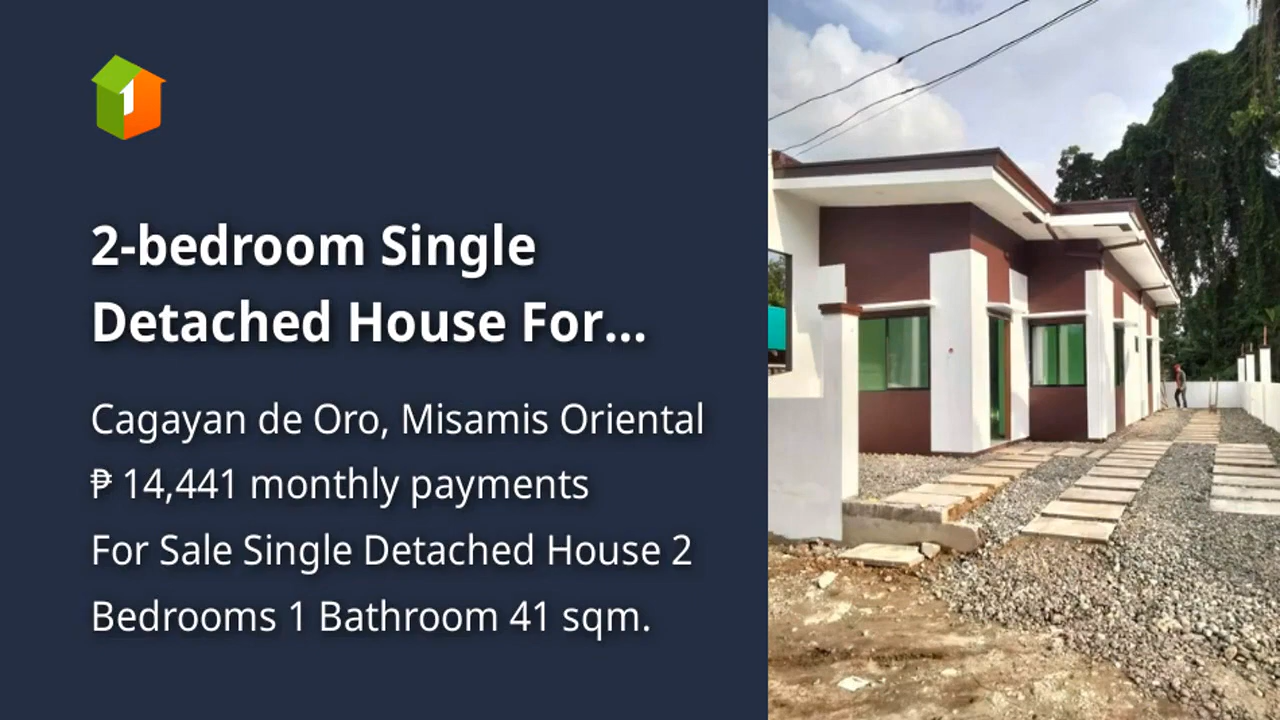 2-bedroom Single
Detached House For...
Cagayan de Oro, Misamis Oriental
₱ 14,441 monthly payments
For Sale Single Detached House 2
Bedrooms 1 Bathroom 41 sqm.